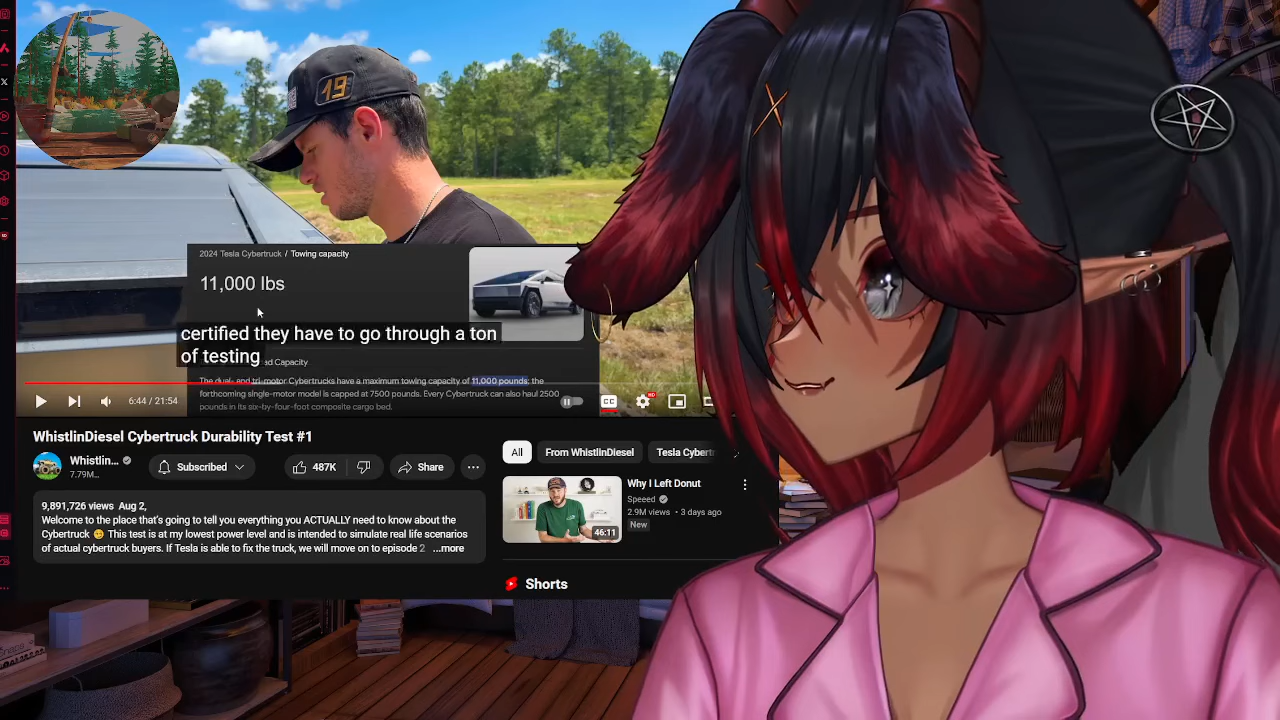 19
2024 Tesla Cybertruck / Towing capacity
11,000 lbs
certified they have to go through a ton
of testing
ad Capacity
The dual- and tri-motor Cybertrucks have a maximum towing capacity of 11,000 pounds; the
forthcoming single-motor model is capped at 7500 pounds. Every Cybertruck can also haul 2500
pounds in its six-by-four-foot composite cargo bed.
6:44 / 21:54
CC
WhistlinDiesel Cybertruck Durability Test #1
Whistlin...
7.79M...
Subscribed
487K
Share
9,891,726 views Aug 2,
Welcome to the place that's going to tell you everything you ACTUALLY need to know about the
Cybertruck 😏 This test is at my lowest power level and is intended to simulate real life scenarios
of actual cybertruck buyers. If Tesla is able to fix the truck, we will move on to episode 2 ...more
All
From WhistlinDiesel
Tesla Cybertr
Why I Left Donut
Speeed
2.9M views • 3 days ago
New
46:11
Shorts